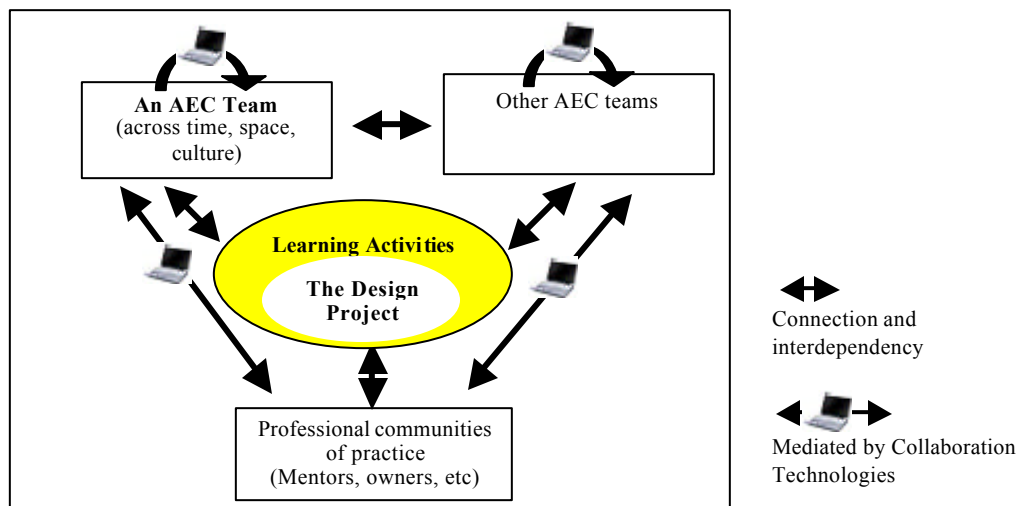 An AEC Team
(across time, space,
culture)
Other AEC teams
Learning Activities
The Design
Project
Professional communities
of practice
(Mentors, owners, etc)
Connection and
interdependency
Mediated by Collaboration
Technologies